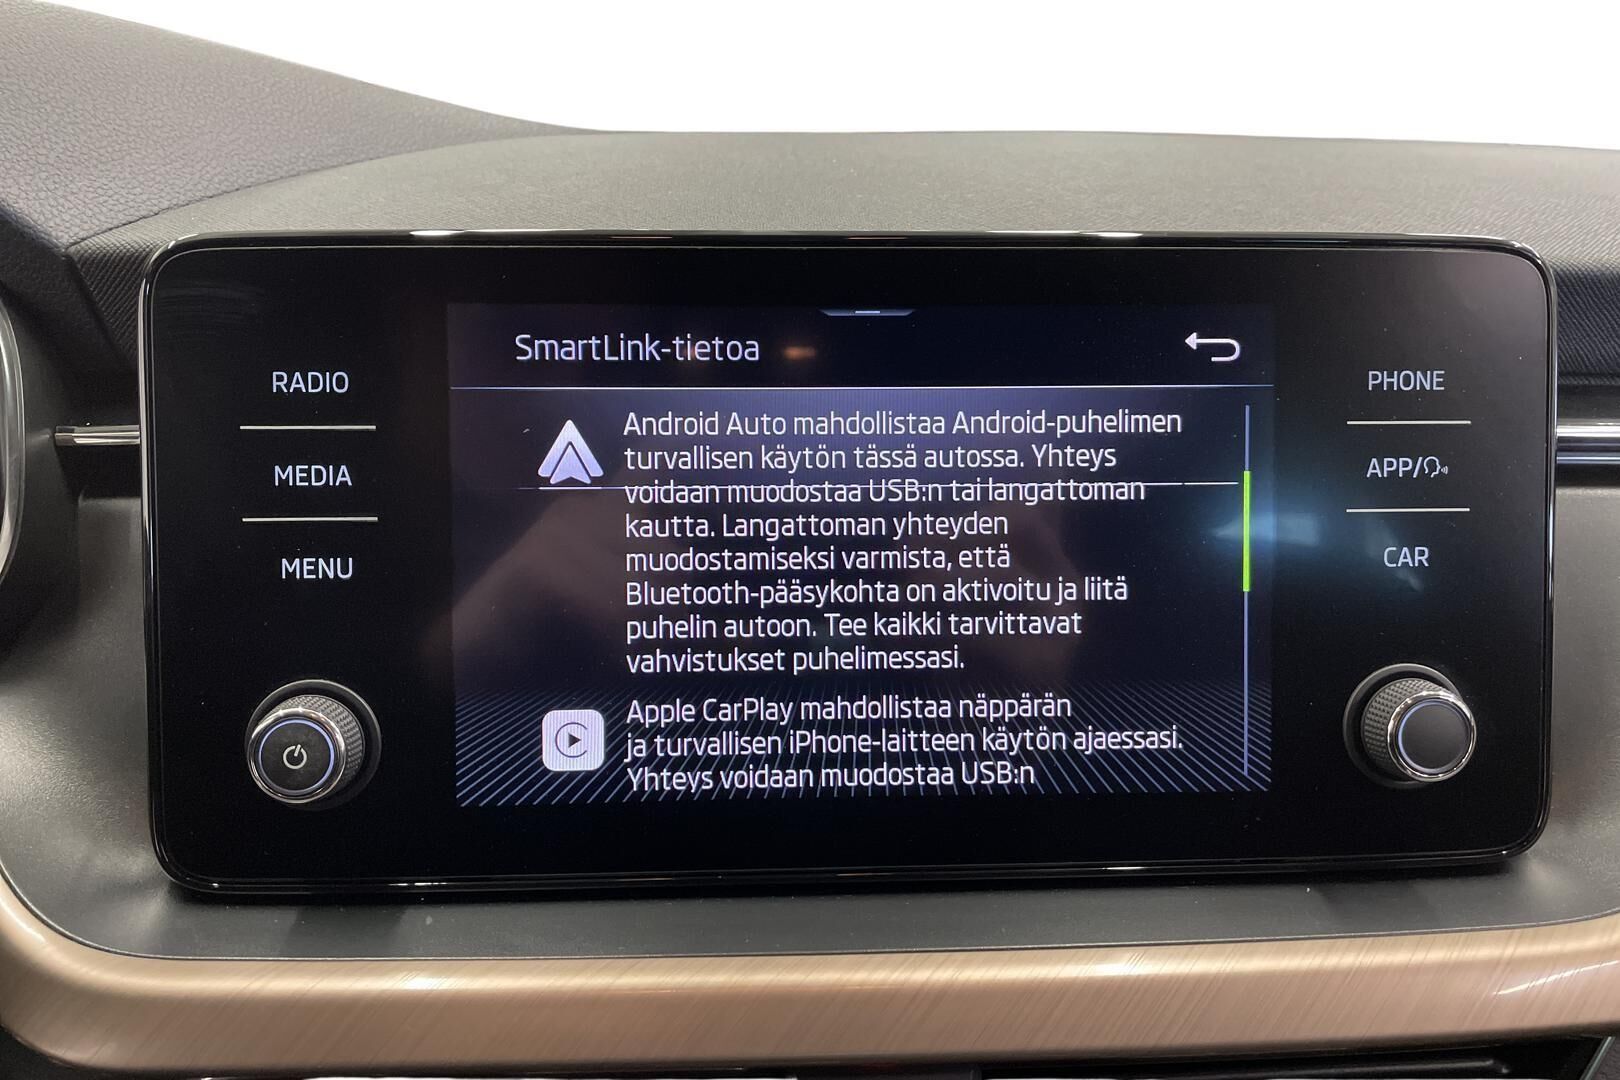 SmartLink-tietoa
RADIO
MEDIA
MENU
Android Auto mahdollistaa Android-puhelimen
turvallisen käytön tässä autossa. Yhteys
voidaan muodostaa USB:n tai langattoman
kautta. Langattoman yhteyden
muodostamiseksi varmista, että
Bluetooth-pääsykohta on aktivoitu ja liitä
puhelin autoon. Tee kaikki tarvittavat
vahvistukset puhelimessasi.
Apple CarPlay mahdollistaa näppärän
ja turvallisen iPhone-laitteen käytön ajaessasi.
Yhteys voidaan muodostaa USB:n
PHONE
APP/
CAR